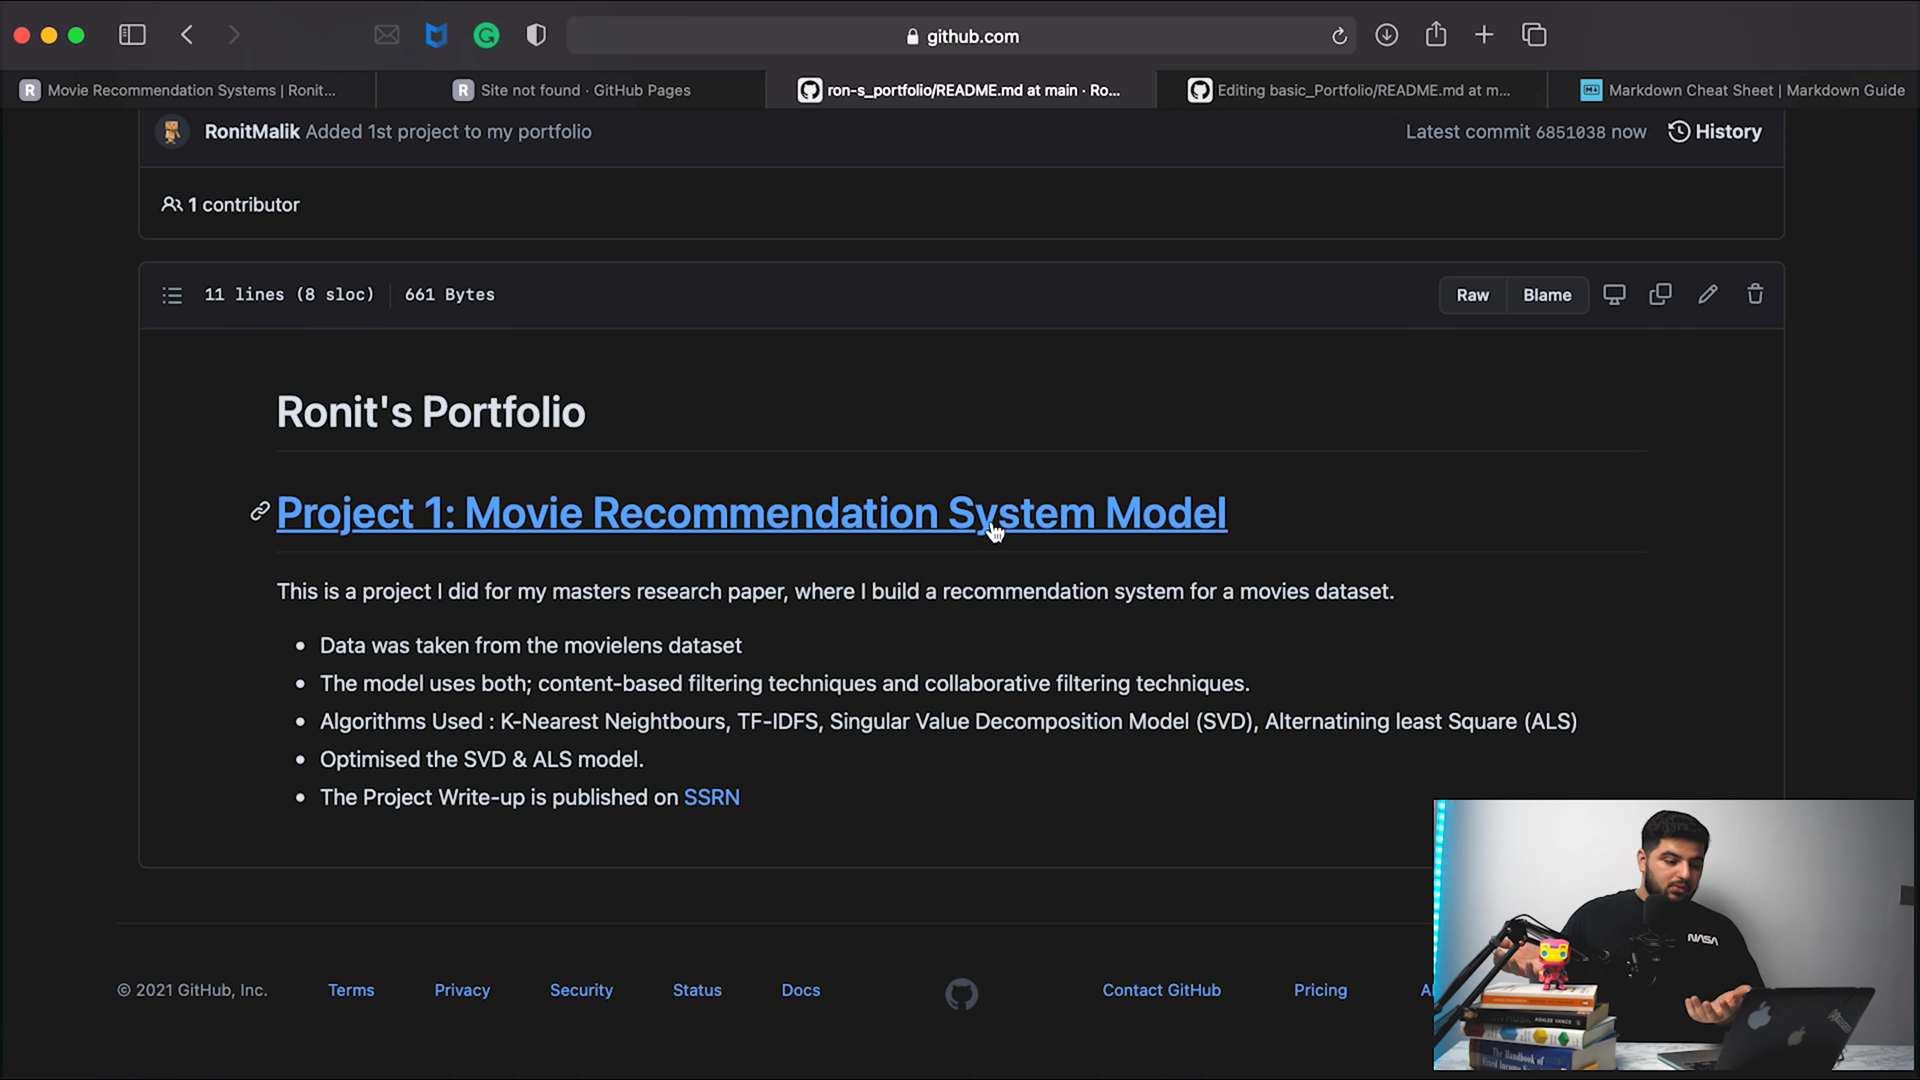 github.com
R Movie Recommendation Systems | Ronit...
R Site not found · GitHub Pages
ron-s_portfolio/README.md at main · Ro...
Editing basic_Portfolio/README.md at m...
Markdown Cheat Sheet | Markdown Guide
RonitMalik Added 1st project to my portfolio
Latest commit 6851038 now
History
1 contributor
11 lines (8 sloc) 661 Bytes
Raw Blame
Ronit's Portfolio
Project 1: Movie Recommendation System Model
This is a project I did for my masters research paper, where I build a recommendation system for a movies dataset.
• Data was taken from the movielens dataset
• The model uses both; content-based filtering techniques and collaborative filtering techniques.
• Algorithms Used : K-Nearest Neightbours, TF-IDFS, Singular Value Decomposition Model (SVD), Alternatining least Square (ALS)
• Optimised the SVD & ALS model.
• The Project Write-up is published on SSRN
© 2021 GitHub, Inc. Terms Privacy Security Status Docs Contact GitHub Pricing
NASA
ASHLEE VANCE
The Handbook of